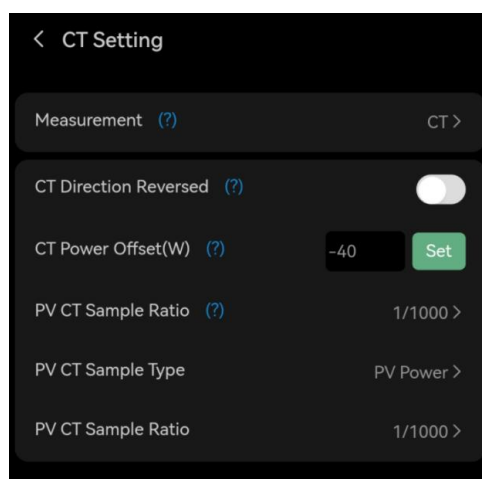 < CT Setting
Measurement (?) CT >
CT Direction Reversed (?)
CT Power Offset(W) (?) -40 Set
PV CT Sample Ratio (?) 1/1000 >
PV CT Sample Type PV Power >
PV CT Sample Ratio 1/1000 >